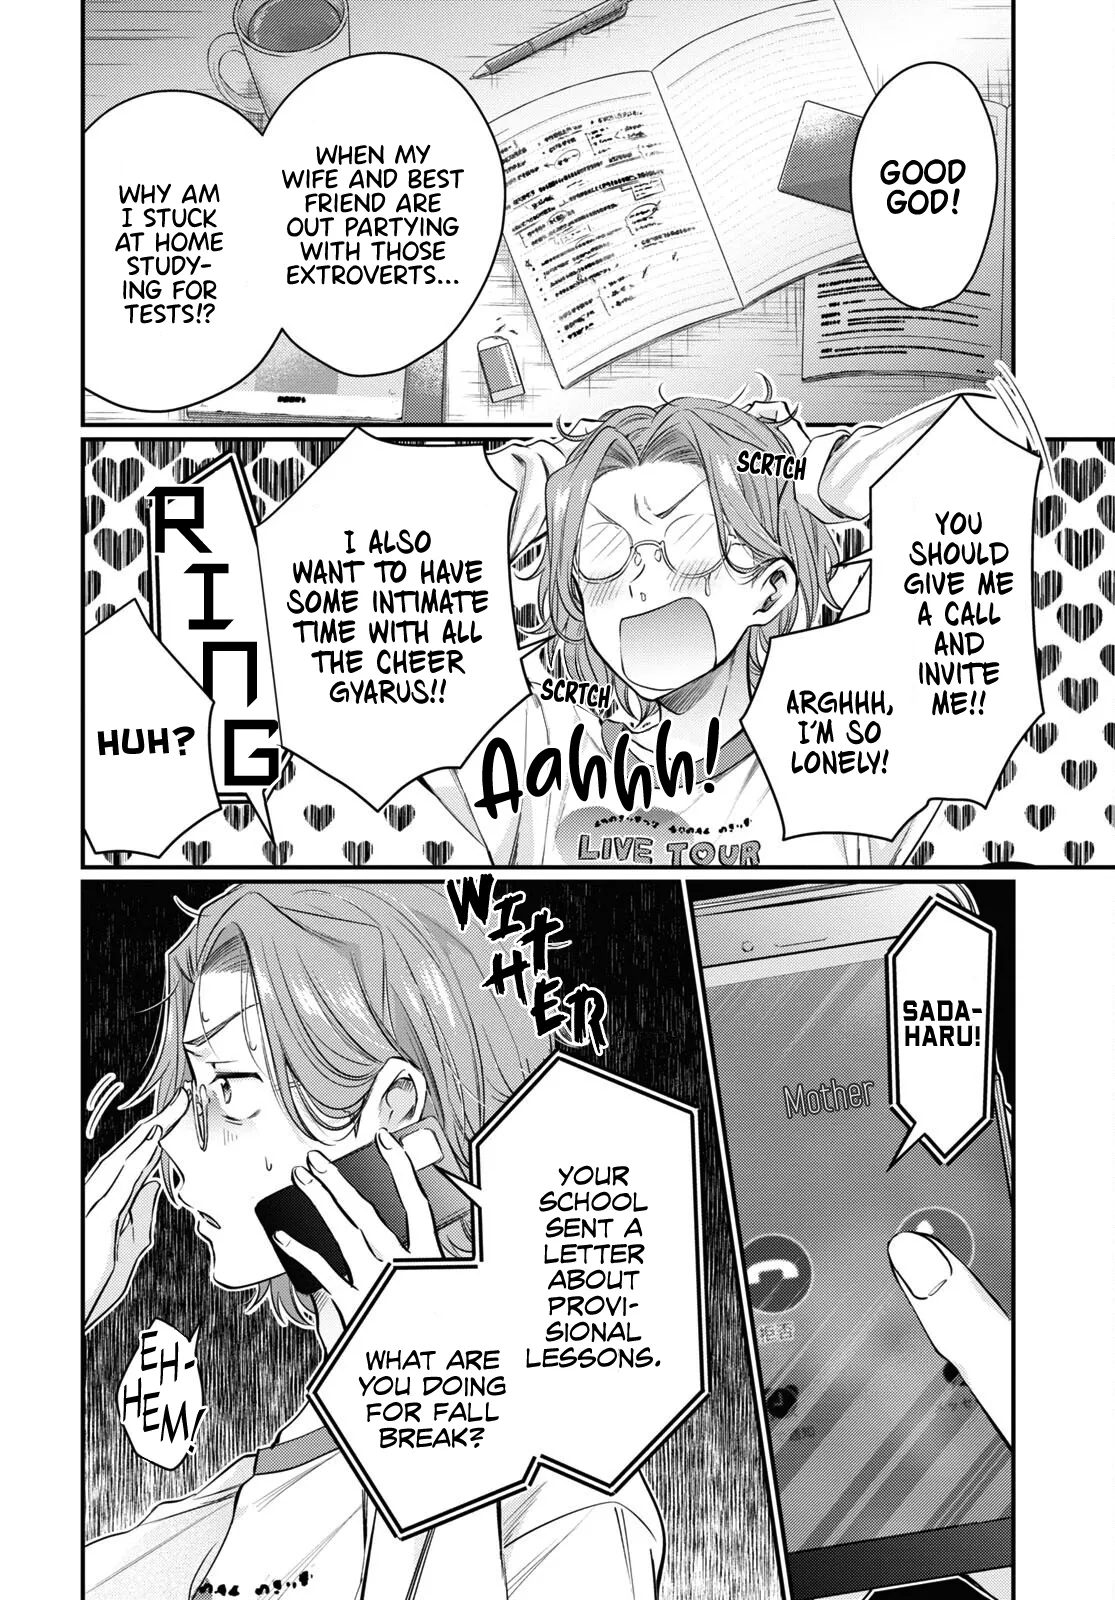 GOOD
GOD!
WHEN MY
WIFE AND BEST
FRIEND ARE
OUT PARTYING
WITH THOSE
EXTROVERTS...
WHY AM
I STUCK
AT HOME
STUDY-
ING FOR
TESTS!?
YOU
SHOULD
GIVE ME
A CALL
AND
INVITE
ME!!
ARGHHH,
I'M SO
LONELY!
SCRTCH
SCRTCH
Aahhh!
LIVE TOUR
I ALSO
WANT TO HAVE
SOME INTIMATE
TIME WITH ALL
THE CHEER
GYARUS!!
RING
HUH?
SADA-
HARU!
Mother
拒否
WITHER
YOUR
SCHOOL
SENT A
LETTER
ABOUT
PROVI-
SIONAL
LESSONS.
WHAT ARE
YOU DOING
FOR FALL
BREAK?
EH-
HEM!